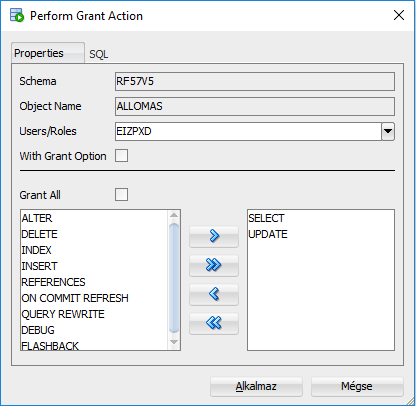 Perform Grant Action
Properties SQL
Schema RF57V5
Object Name ALLOMAS
Users/Roles EIZPXD
With Grant Option
Grant All
ALTER
DELETE
INDEX
INSERT
REFERENCES
ON COMMIT REFRESH
QUERY REWRITE
DEBUG
FLASHBACK
SELECT
UPDATE
Alkalmaz Mégse